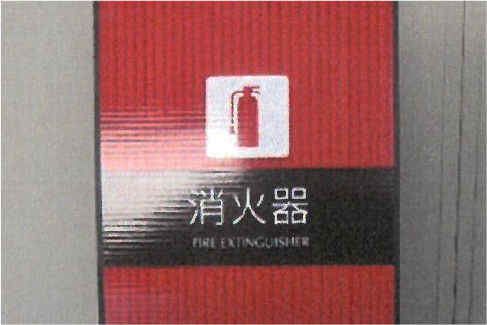 消火器
FIRE EXTINGUISHER